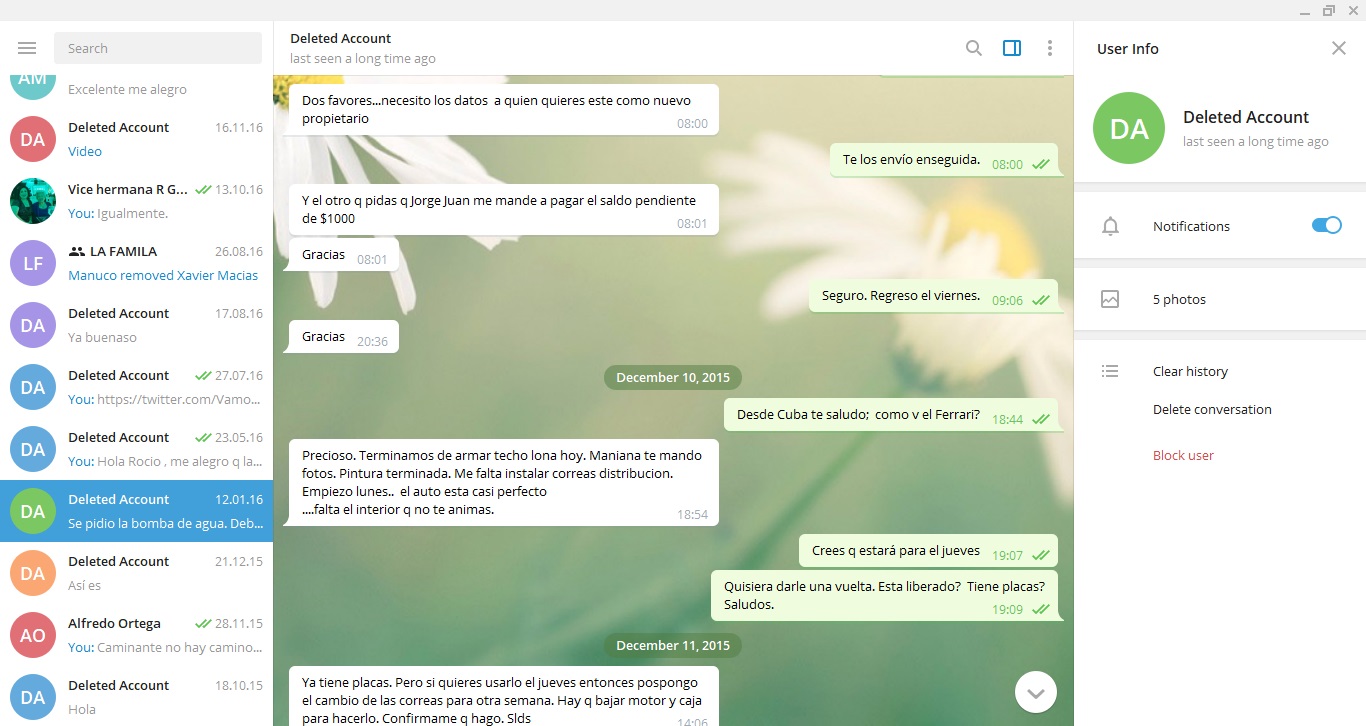 Search
AM
Excelente me alegro
DA
Deleted Account
16.11.16
Video
Vice hermana R G...
13.10.16
You: Igualmente.
LF
LA FAMILA
26.08.16
Manuco removed Xavier Macias
DA
Deleted Account
17.08.16
Ya buenaso
DA
Deleted Account
27.07.16
You: https://twitter.com/Vamo...
DA
Deleted Account
23.05.16
You: Hola Rocio , me alegro q la...
DA
Deleted Account
12.01.16
Se pidio la bomba de agua. Deb...
DA
Deleted Account
21.12.15
Así es
AO
Alfredo Ortega
28.11.15
You: Caminante no hay camino...
DA
Deleted Account
18.10.15
Hola
Deleted Account
last seen a long time ago
Dos favores...necesito los datos  a quien quieres este como nuevo
propietario
08:00
Te los envío enseguida.
08:00
Y el otro q pidas q Jorge Juan me mande a pagar el saldo pendiente
de $1000
08:01
Gracias
08:01
Seguro. Regreso el viernes.
09:06
Gracias
20:36
December 10, 2015
Desde Cuba te saludo;  como v el Ferrari?
18:44
Precioso. Terminamos de armar techo lona hoy. Maniana te mando
fotos. Pintura terminada. Me falta instalar correas distribucion.
Empiezo lunes..  el auto esta casi perfecto
....falta el interior q no te animas.
18:54
Crees q estará para el jueves
19:07
Quisiera darle una vuelta. Esta liberado?  Tiene placas?
Saludos.
19:09
December 11, 2015
Ya tiene placas. Pero si quieres usarlo el jueves entonces pospongo
el cambio de las correas para otra semana. Hay q bajar motor y caja
para hacerlo. Confirmame q hago. Slds
14:06
User Info
DA
Deleted Account
last seen a long time ago
Notifications
5 photos
Clear history
Delete conversation
Block user